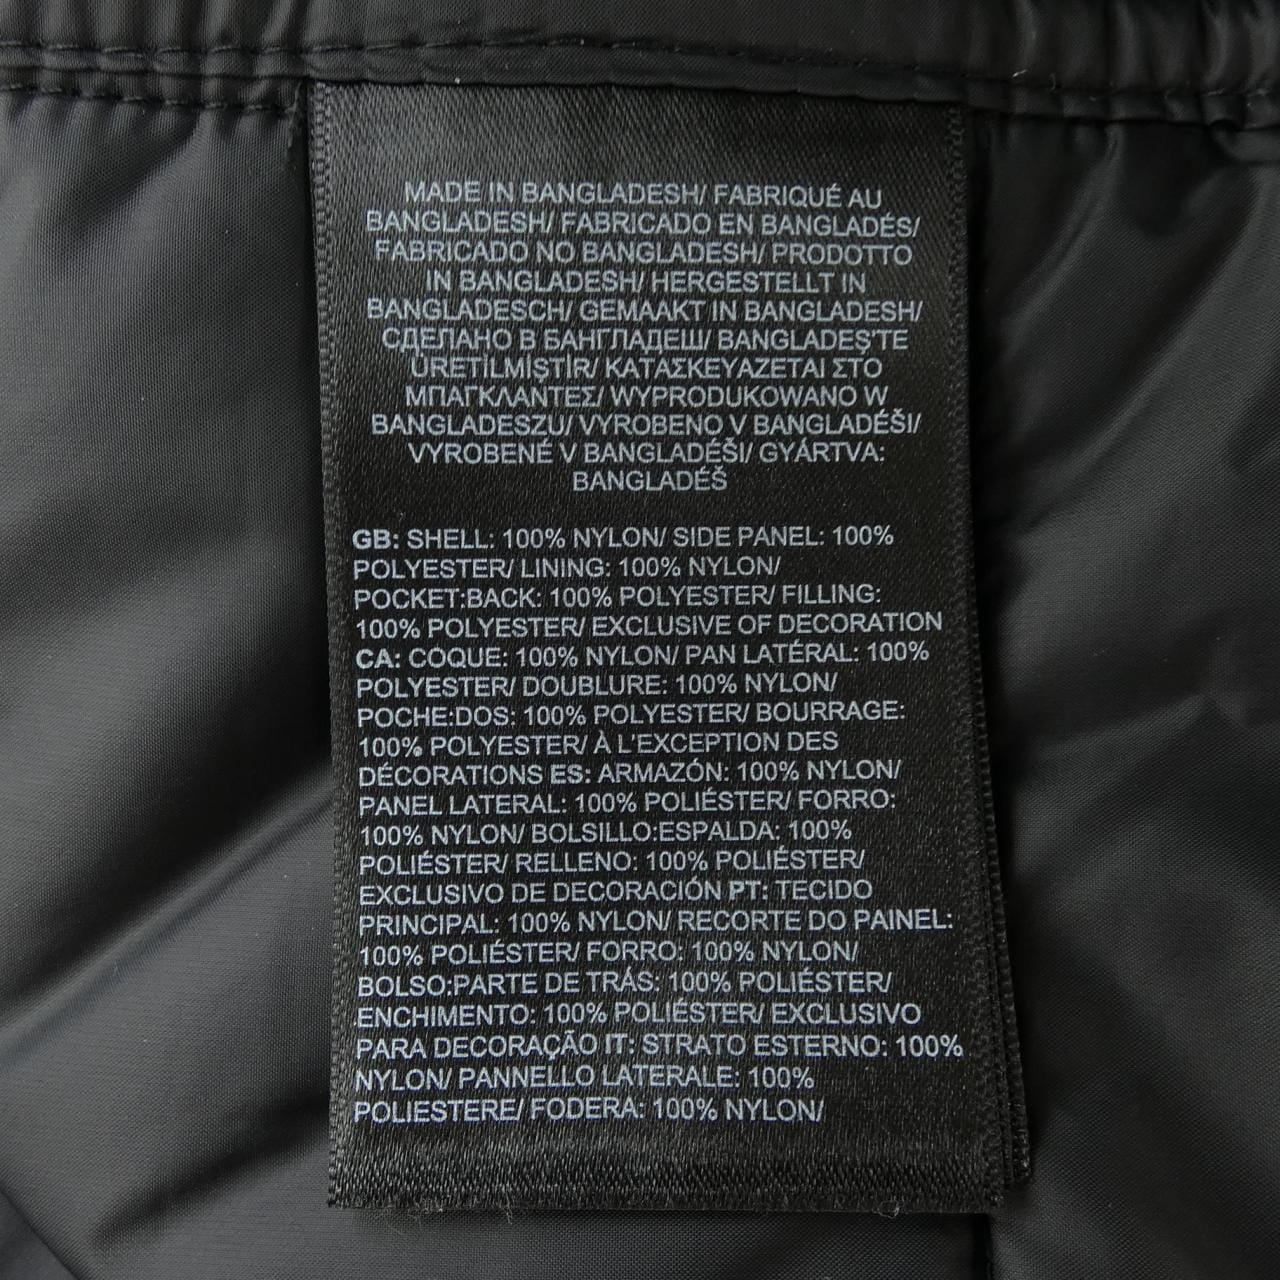 MADE IN BANGLADESH/ FABRIQUÉ AU
BANGLADESH/ FABRICADO EN BANGLADÉS/
FABRICADO NO BANGLADESH/ PRODOTTO
IN BANGLADESH/ HERGESTELLT IN
BANGLADESCH/ GEMAAKT IN BANGLADESH/
СДЕЛАНО В БАНГЛАДЕШ/ BANGLADEŞ'TE
ÜRETİLMİŞTİR/ ΚΑΤΑΣΚΕΥΑΖΕΤΑΙ ΣΤΟ
ΜΠΑΓΚΛΑΝΤΕΣ/ WYPRODUKOWANO W
BANGLADESZU/ VYROBENO V BANGLADÉŠI/
VYROBENÉ V BANGLADÉŠI/ GYÁRTVA:
BANGLADÉŠ
GB: SHELL: 100% NYLON/ SIDE PANEL: 100%
POLYESTER/ LINING: 100% NYLON/
POCKET:BACK: 100% POLYESTER/ FILLING:
100% POLYESTER/ EXCLUSIVE OF DECORATION
CA: COQUE: 100% NYLON/ PAN LATÉRAL: 100%
POLYESTER/ DOUBLURE: 100% NYLON/
POCHE:DOS: 100% POLYESTER/ BOURRAGE:
100% POLYESTER/ À L'EXCEPTION DES
DÉCORATIONS ES: ARMAZÓN: 100% NYLON/
PANEL LATERAL: 100% POLIÉSTER/ FORRO:
100% NYLON/ BOLSILLO:ESPALDA: 100%
POLIÉSTER/ RELLENO: 100% POLIÉSTER/
EXCLUSIVO DE DECORACIÓN PT: TECIDO
PRINCIPAL: 100% NYLON/ RECORTE DO PAINEL:
100% POLIÉSTER/ FORRO: 100% NYLON/
BOLSO:PARTE DE TRÁS: 100% POLIÉSTER/
ENCHIMENTO: 100% POLIÉSTER/ EXCLUSIVO
PARA DECORAÇÃO IT: STRATO ESTERNO: 100%
NYLON/ PANNELLO LATERALE: 100%
POLIESTERE/ FODERA: 100% NYLON/